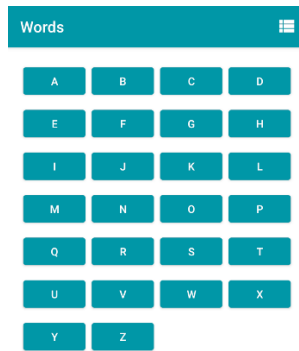 Words
A B C D
E F G H
I J K L
M N O P
Q R S T
U V W X
Y Z